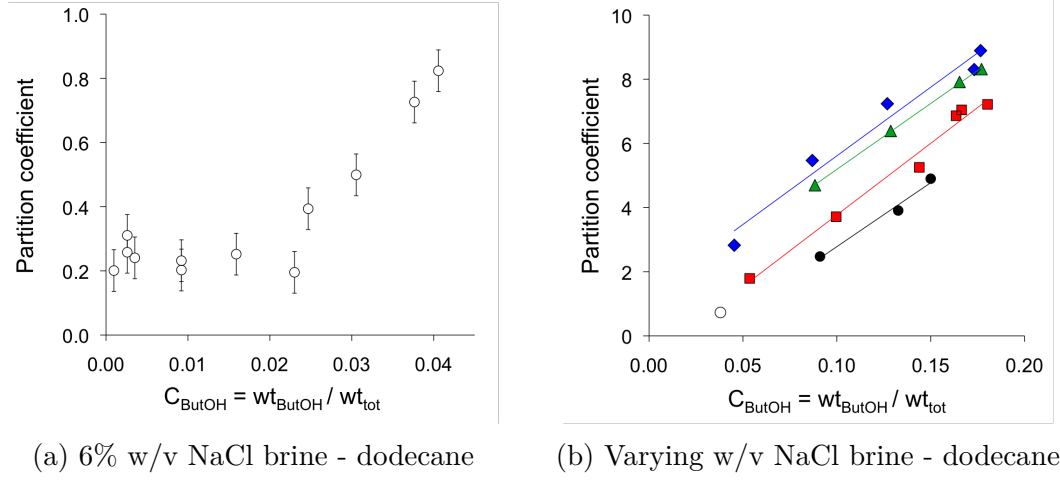 1.0
0.8
0.6
0.4
0.2
0.0
Partition coefficient
0.00 0.01 0.02 0.03 0.04
C_ButOH = wt_ButOH / wt_tot
(a) 6% w/v NaCl brine - dodecane
10
8
6
4
2
0
Partition coefficient
0.00 0.05 0.10 0.15 0.20
C_ButOH = wt_ButOH / wt_tot
(b) Varying w/v NaCl brine - dodecane